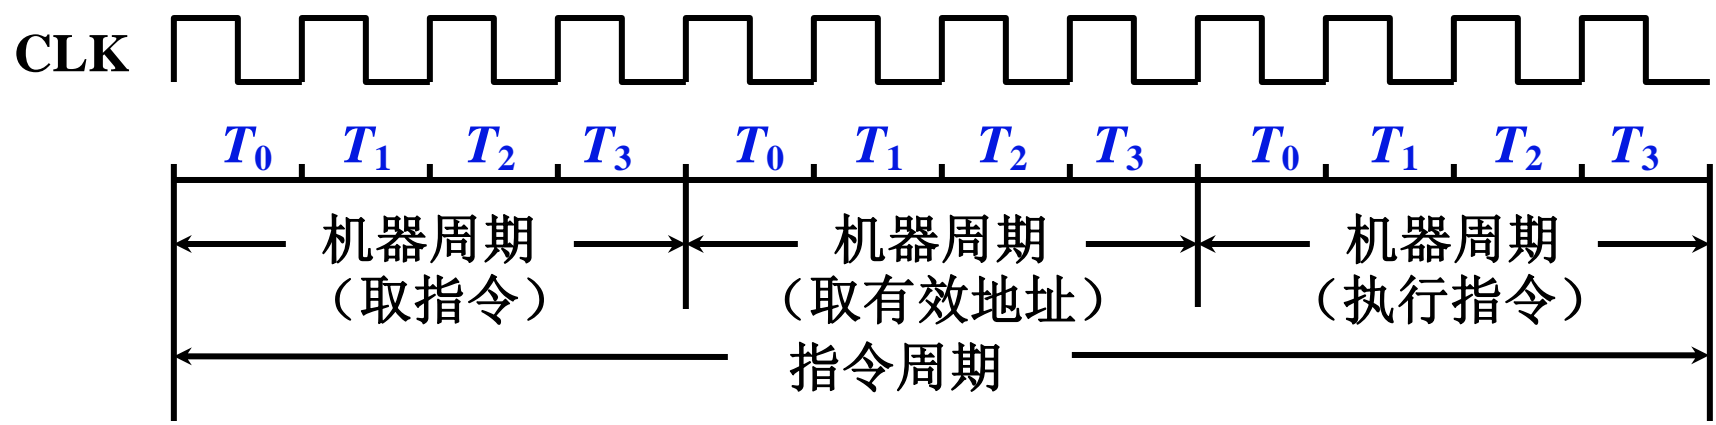 CLK
T0 T1 T2 T3 T0 T1 T2 T3 T0 T1 T2 T3
机器周期 机器周期 机器周期
（取指令） （取有效地址） （执行指令）
指令周期